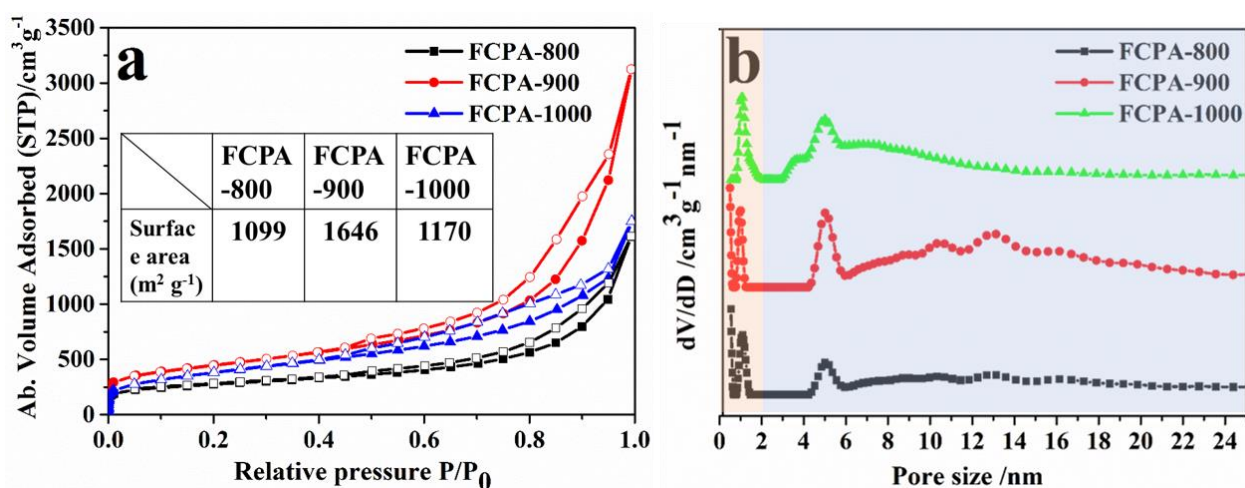 a
Ab. Volume Adsorbed (STP)/cm³g⁻¹
3500
3000
2500
2000
1500
1000
500
0
FCPA-800
FCPA-900
FCPA-1000
FCPA FCPA FCPA
-800 -900 -1000
Surfac 1099 1646 1170
e area
(m² g⁻¹)
0.0 0.2 0.4 0.6 0.8 1.0
Relative pressure P/P₀
b
dV/dD /cm³g⁻¹nm⁻¹
FCPA-800
FCPA-900
FCPA-1000
0 2 4 6 8 10 12 14 16 18 20 22 24
Pore size /nm